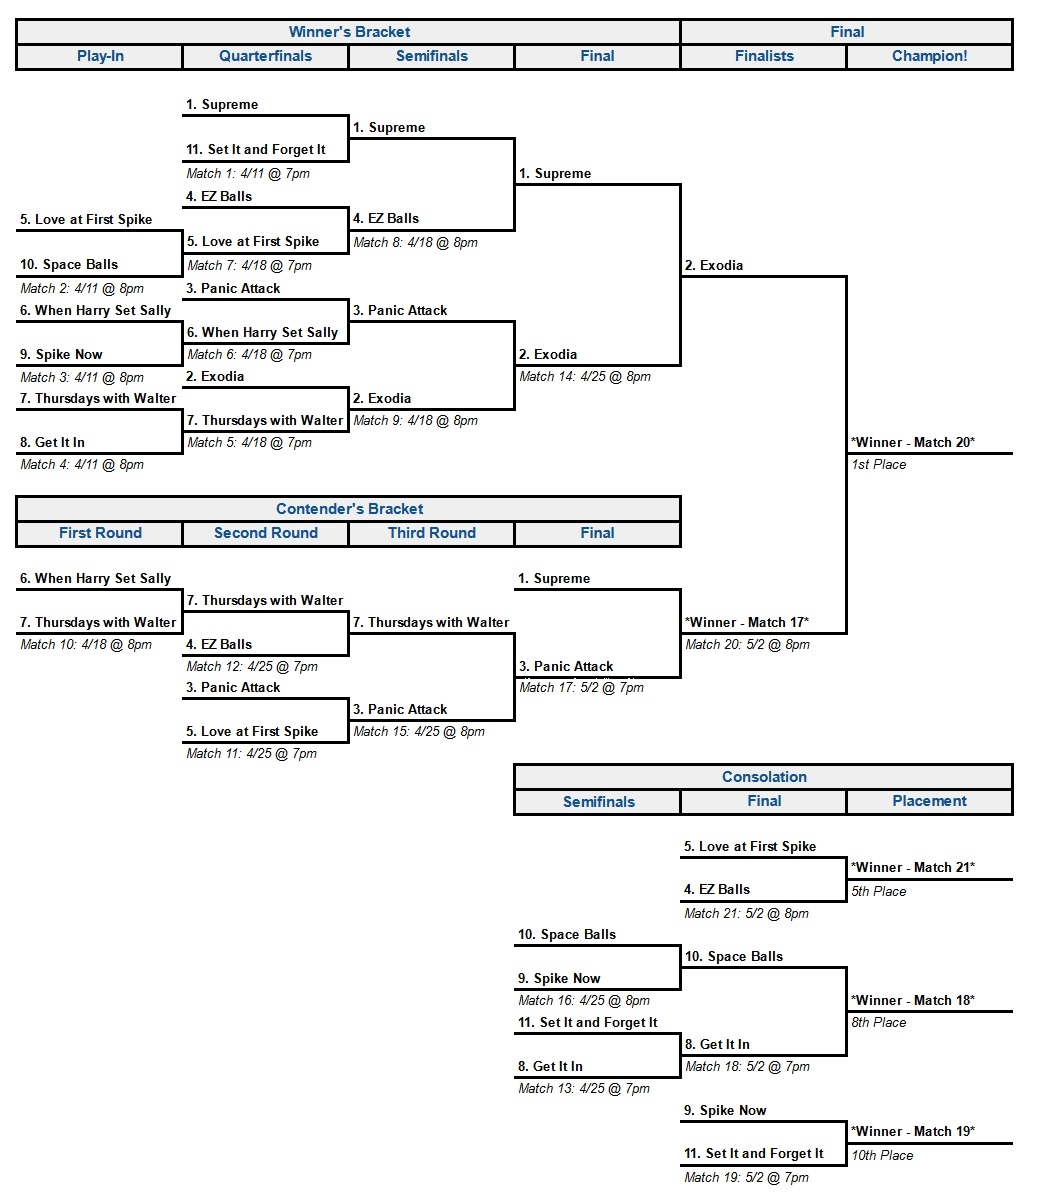 Winner's Bracket
Final
Play-In
Quarterfinals
Semifinals
Final
Finalists
Champion!
1. Supreme
1. Supreme
11. Set It and Forget It
Match 1: 4/11 @ 7pm
1. Supreme
4. EZ Balls
5. Love at First Spike
4. EZ Balls
5. Love at First Spike
Match 8: 4/18 @ 8pm
10. Space Balls
Match 7: 4/18 @ 7pm
2. Exodia
Match 2: 4/11 @ 8pm
3. Panic Attack
6. When Harry Set Sally
3. Panic Attack
6. When Harry Set Sally
9. Spike Now
Match 6: 4/18 @ 7pm
2. Exodia
Match 3: 4/11 @ 8pm
2. Exodia
Match 14: 4/25 @ 8pm
7. Thursdays with Walter
2. Exodia
7. Thursdays with Walter
Match 9: 4/18 @ 8pm
8. Get It In
Match 5: 4/18 @ 7pm
*Winner - Match 20*
Match 4: 4/11 @ 8pm
1st Place
Contender's Bracket
First Round
Second Round
Third Round
Final
6. When Harry Set Sally
1. Supreme
7. Thursdays with Walter
7. Thursdays with Walter
7. Thursdays with Walter
*Winner - Match 17*
Match 10: 4/18 @ 8pm
4. EZ Balls
Match 20: 5/2 @ 8pm
Match 12: 4/25 @ 7pm
3. Panic Attack
3. Panic Attack
Match 17: 5/2 @ 7pm
3. Panic Attack
5. Love at First Spike
Match 15: 4/25 @ 8pm
Match 11: 4/25 @ 7pm
Consolation
Semifinals
Final
Placement
5. Love at First Spike
*Winner - Match 21*
4. EZ Balls
5th Place
Match 21: 5/2 @ 8pm
10. Space Balls
10. Space Balls
9. Spike Now
Match 16: 4/25 @ 8pm
*Winner - Match 18*
11. Set It and Forget It
8th Place
8. Get It In
8. Get It In
Match 18: 5/2 @ 7pm
Match 13: 4/25 @ 7pm
9. Spike Now
*Winner - Match 19*
11. Set It and Forget It
10th Place
Match 19: 5/2 @ 7pm